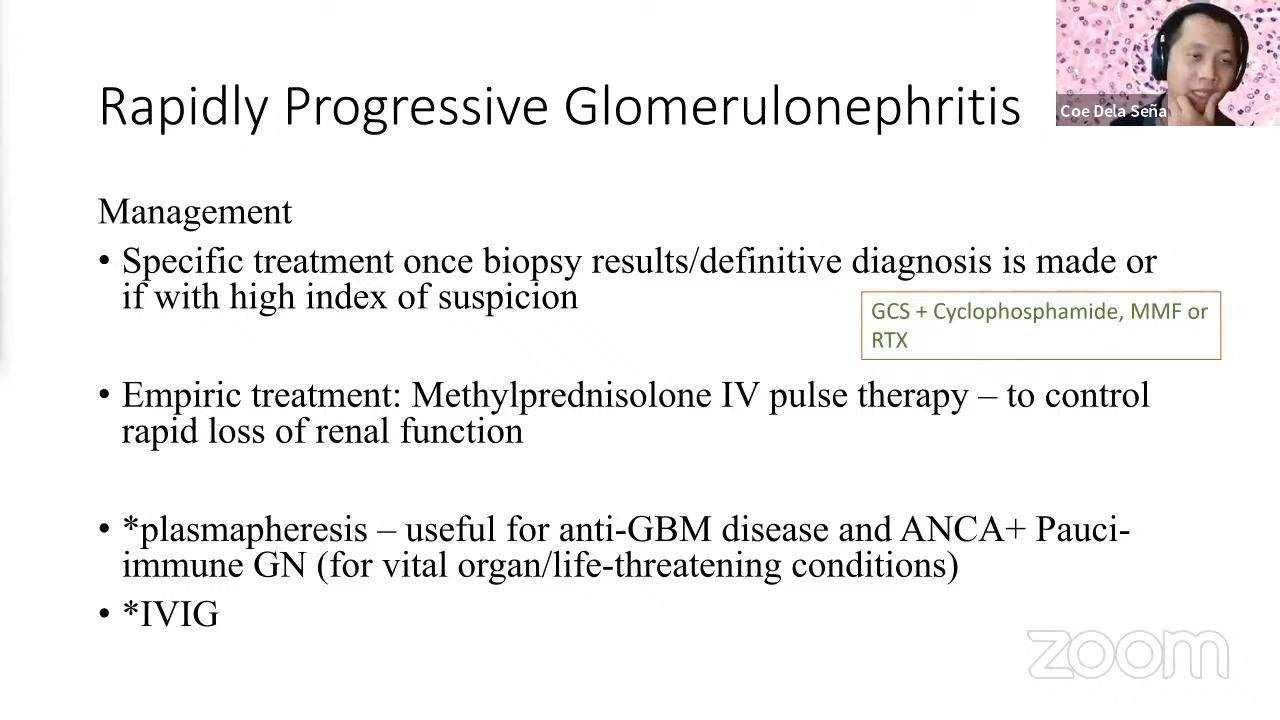 Rapidly Progressive Glomerulonephritis
Coe Dela Seña
Management
• Specific treatment once biopsy results/definitive diagnosis is made or
if with high index of suspicion
GCS + Cyclophosphamide, MMF or
RTX
• Empiric treatment: Methylprednisolone IV pulse therapy – to control
rapid loss of renal function
• *plasmapheresis – useful for anti-GBM disease and ANCA+ Pauci-
immune GN (for vital organ/life-threatening conditions)
• *IVIG
zoom